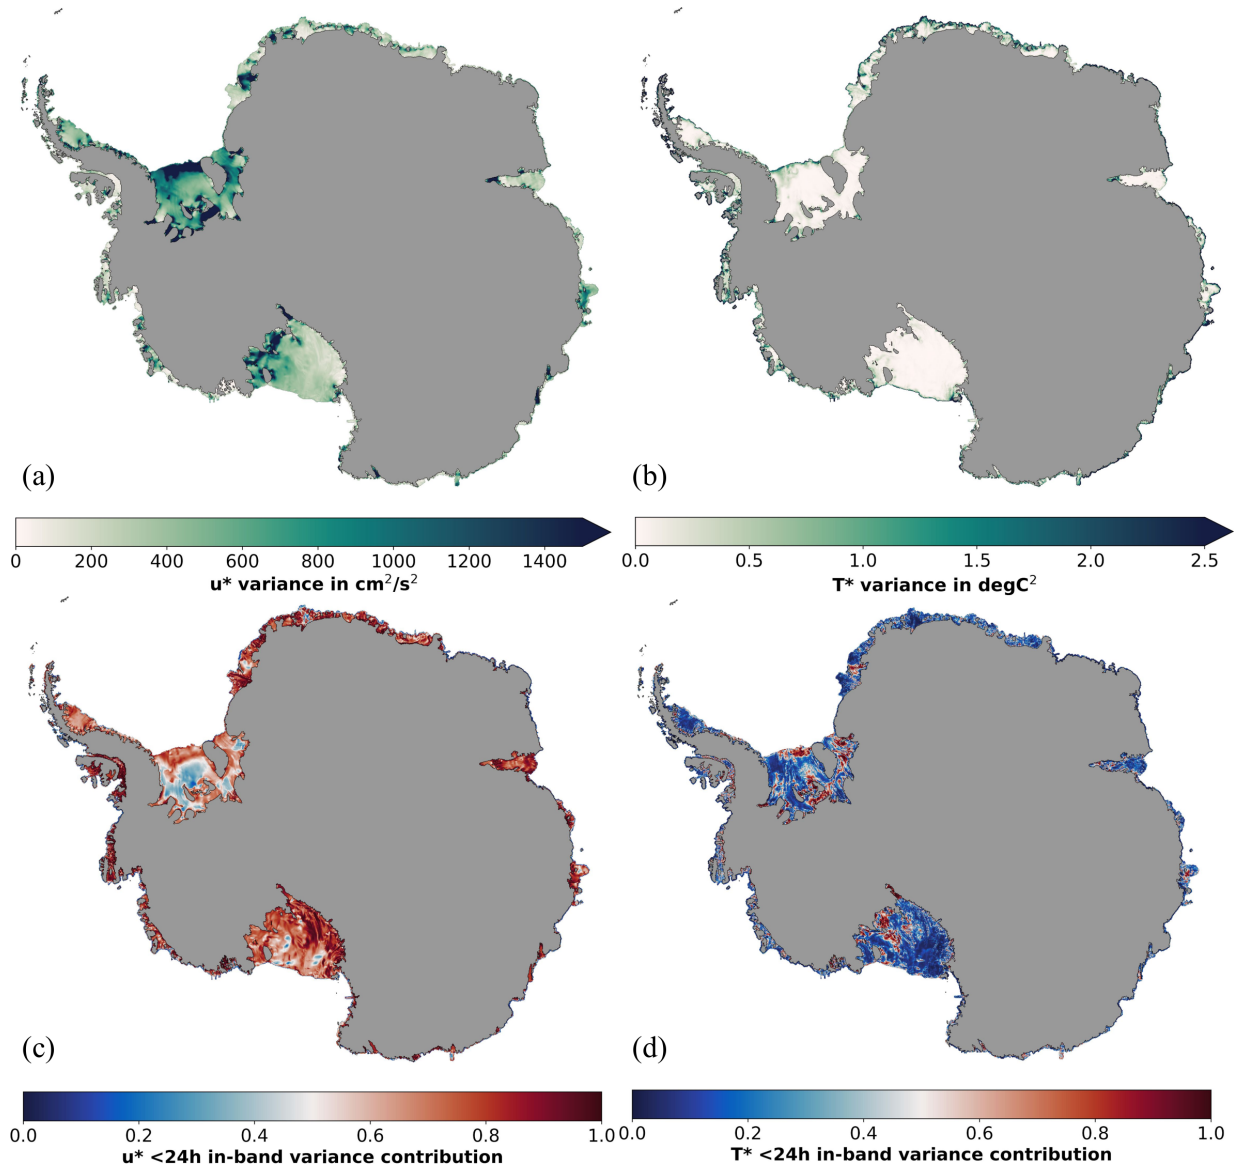 (a)
(b)
0 200 400 600 800 1000 1200 1400
u* variance in cm²/s²
0.0 0.5 1.0 1.5 2.0 2.5
T* variance in degC²
(c)
(d)
0.0 0.2 0.4 0.6 0.8 1.0
u* <24h in-band variance contribution
0.0 0.2 0.4 0.6 0.8 1.0
T* <24h in-band variance contribution